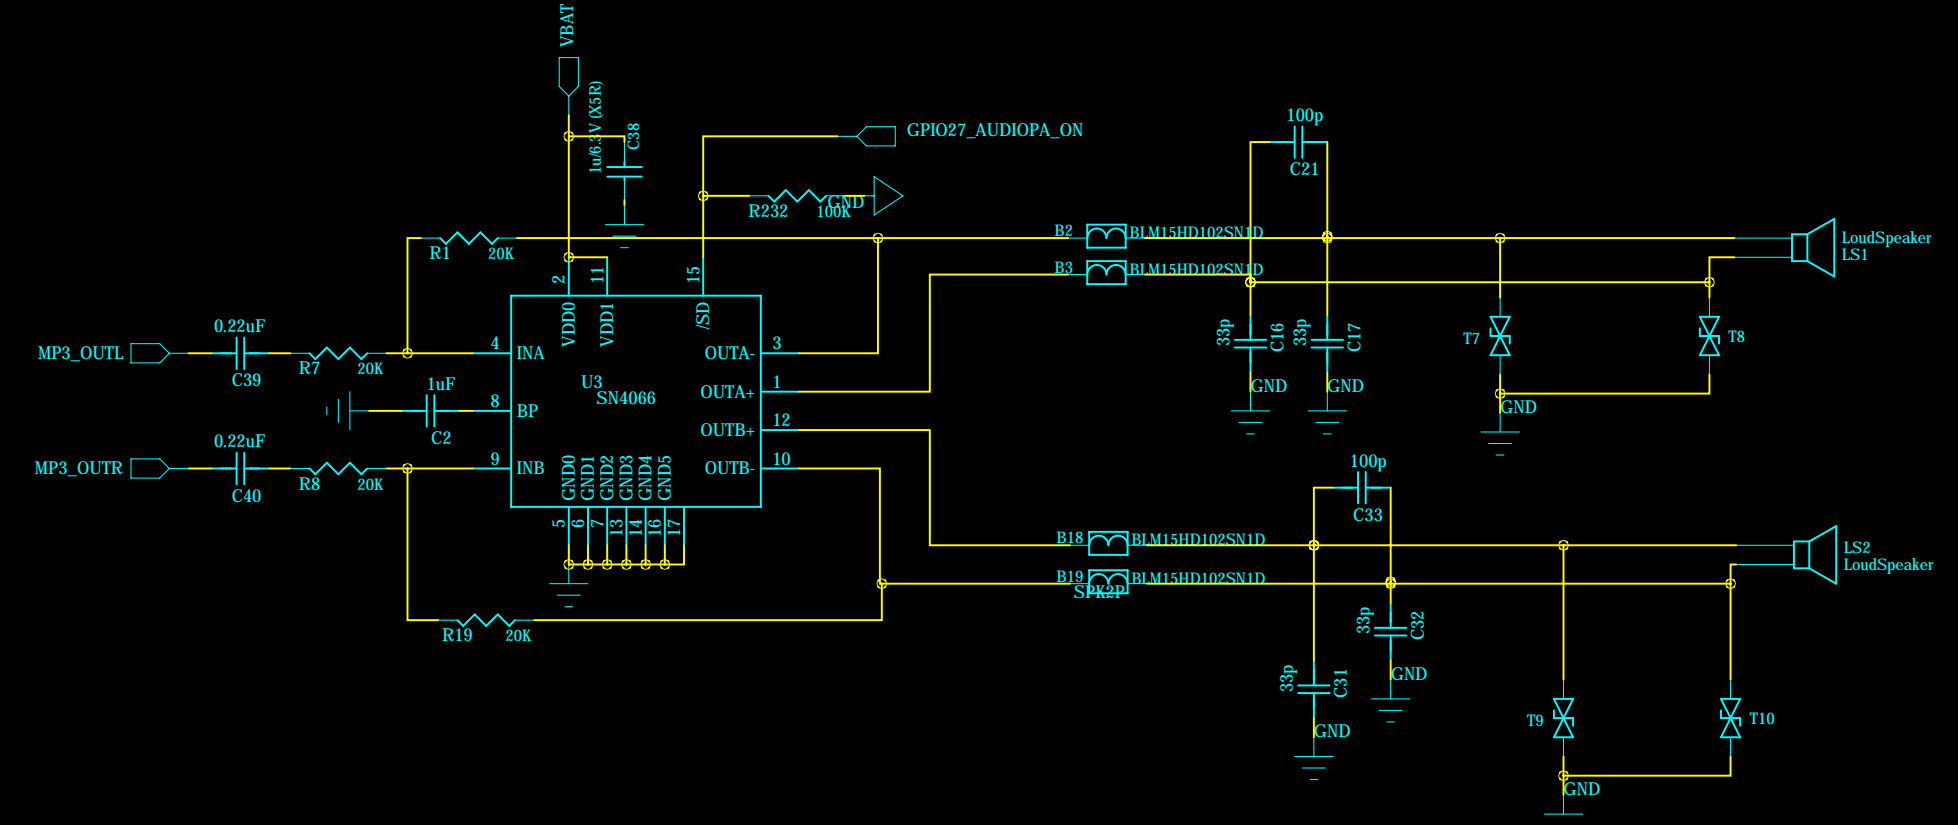 VBAT
1u/6.3V (X5R)
C38
GPIO27_AUDIOPA_ON
R232
100K
GND
R1
20K
2
11
15
VDD0
VDD1
/SD
MP3_OUTL
0.22uF
C39
R7
20K
4
INA
1uF
C2
8
BP
MP3_OUTR
0.22uF
C40
R8
20K
9
INB
U3
SN4066
OUTA-
3
OUTA+
1
OUTB+
12
OUTB-
10
GND0
GND1
GND2
GND3
GND4
GND5
5
6
7
13
14
16
17
R19
20K
B2
BLM15HD102SN1D
B3
BLM15HD102SN1D
100p
C21
33p
C16
33p
C17
GND
GND
T7
T8
GND
LoudSpeaker
LS1
100p
C33
B18
BLM15HD102SN1D
B19
BLM15HD102SN1D
SPK2P
33p
C32
GND
33p
C31
GND
T9
T10
GND
LS2
LoudSpeaker